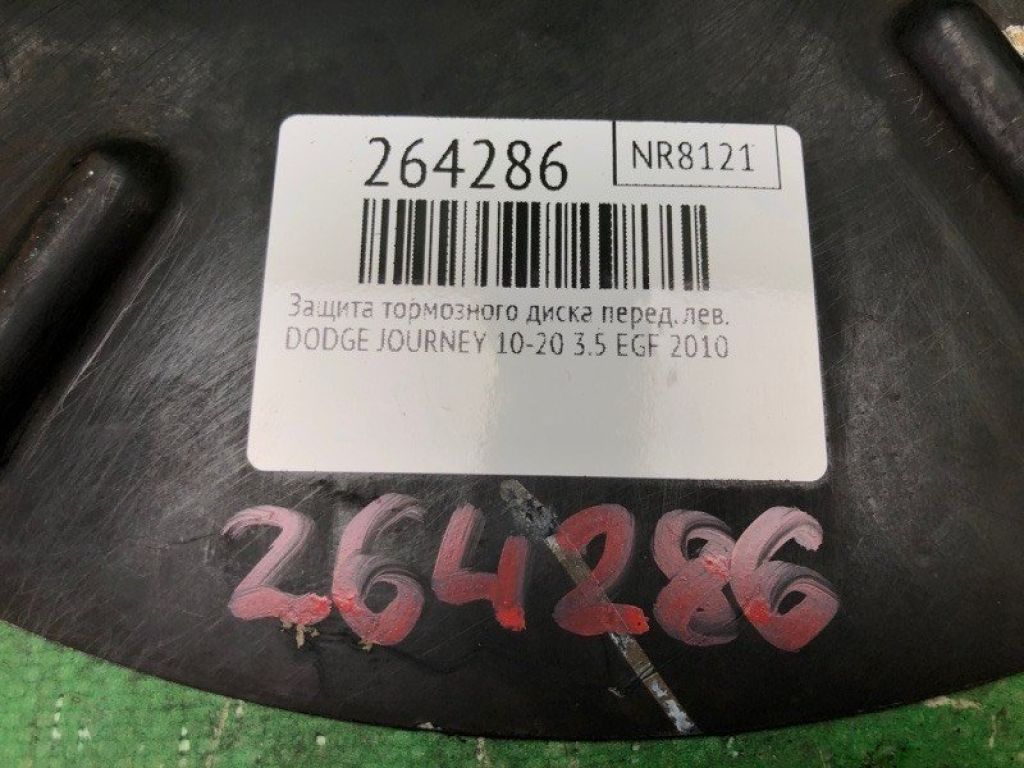 264286
NR8121
Защита тормозного диска перед.лев.
DODGE JOURNEY 10-20 3.5 EGF 2010
264286